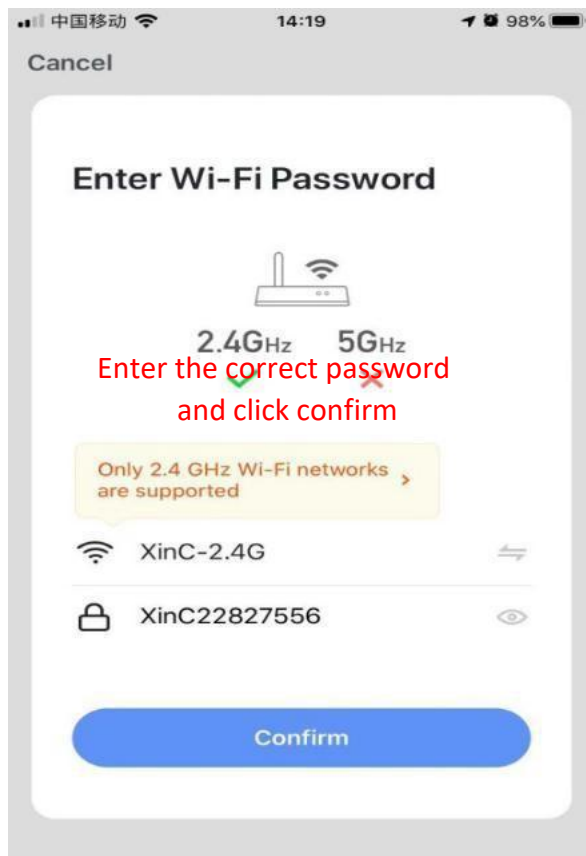 中国移动 14:19 98%
Cancel
Enter Wi-Fi Password
2.4GHz 5GHz
Enter the correct password
and click confirm
Only 2.4 GHz Wi-Fi networks >
are supported
XinC-2.4G
XinC22827556
Confirm